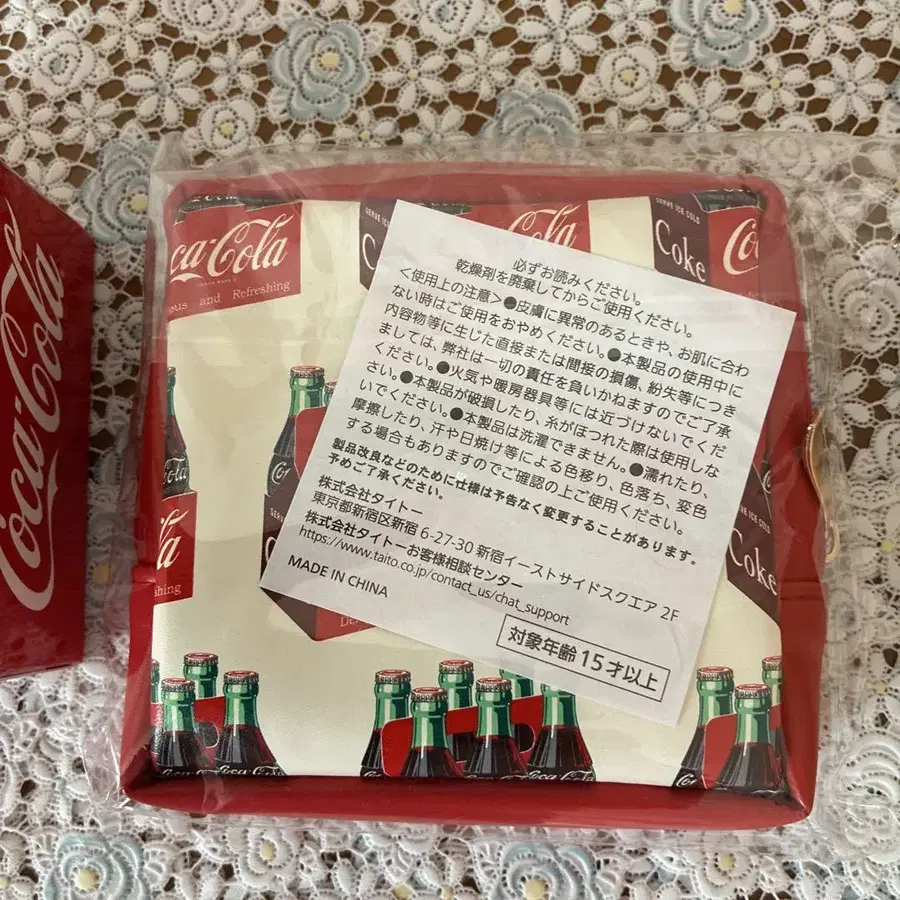 Coca-Cola
ca-Cola
TRADE MARK ®
ous and Refreshing
Co
Cola
SERVE ICE COLD
Coke
Co
必ずお読みください。
乾燥剤を廃棄してからご使用ください。
<使用上の注意>●皮膚に異常のあるときや、お肌に合わ
ない時はご使用をおやめください。●本製品の使用中に
内容物等に生じた直接または間接の損傷、紛失等につき
ましては、弊社は一切の責任を負いかねますのでご了承
ください。●火気や暖房器具等には近づけないでくだ
さい。●本製品が破損したり、糸がほつれた際は使用しな
いでください。●本製品は洗濯できません。●濡れたり、
摩擦したり、汗や日焼け等による色移り、色落ち、変色
する場合もありますのでご確認の上ご使用ください。
製品改良などのために仕様は予告なく変更することがあります。
予めご了承ください。
株式会社タイトー
東京都新宿区新宿 6-27-30 新宿イーストサイドスクエア 2F
株式会社タイトーお客様相談センター
https://www.taito.co.jp/contact_us/chat_support
MADE IN CHINA
対象年齢 15才以上
Cola
la
shing
SERVE
C
De
ICE COLD
Coke
Coca-Cola
Coca-Cola